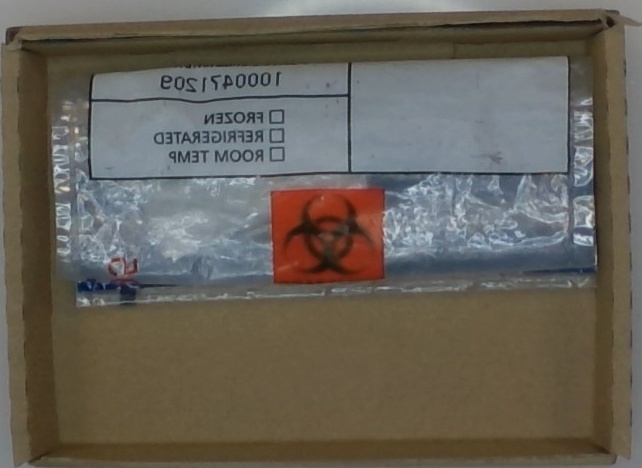 1000471209
☐ FROZEN
☐ REFRIGERATED
☐ ROOM TEMP